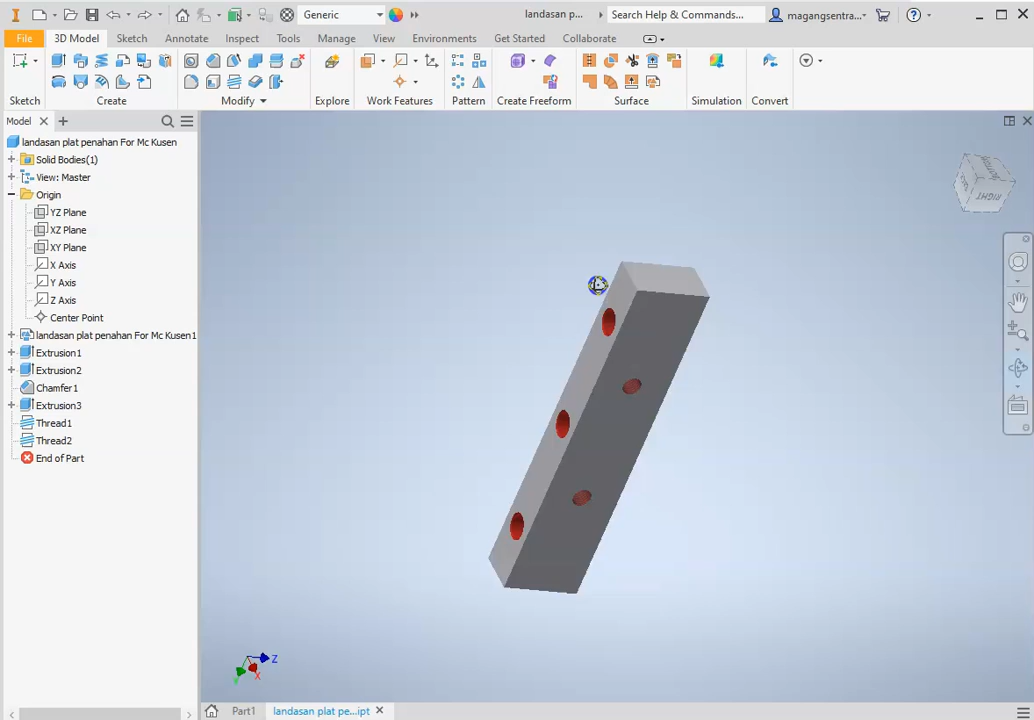 Generic
landasan p...
Search Help & Commands...
magangsentra...
File
3D Model
Sketch
Annotate
Inspect
Tools
Manage
View
Environments
Get Started
Collaborate
Sketch
Create
Modify
Explore
Work Features
Pattern
Create Freeform
Surface
Simulation
Convert
Model
landasan plat penahan For Mc Kusen
Solid Bodies(1)
View: Master
Origin
YZ Plane
XZ Plane
XY Plane
X Axis
Y Axis
Z Axis
Center Point
landasan plat penahan For Mc Kusen1
Extrusion1
Extrusion2
Chamfer1
Extrusion3
Thread1
Thread2
End of Part
RIGHT
Z
X
Y
Part1
landasan plat pe...ipt